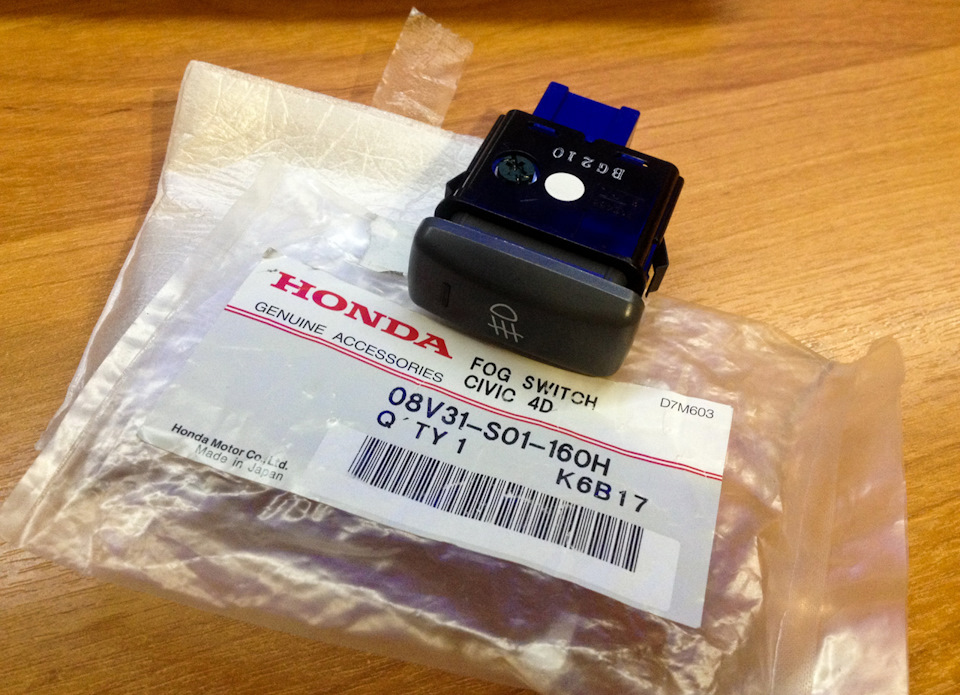 BG210
HONDA
GENUINE ACCESSORIES
FOG SWITCH
CIVIC 4D
D7M603
08V31-S01-160H
Q'TY 1
K6B17
Honda Motor Co.,Ltd.
Made in Japan